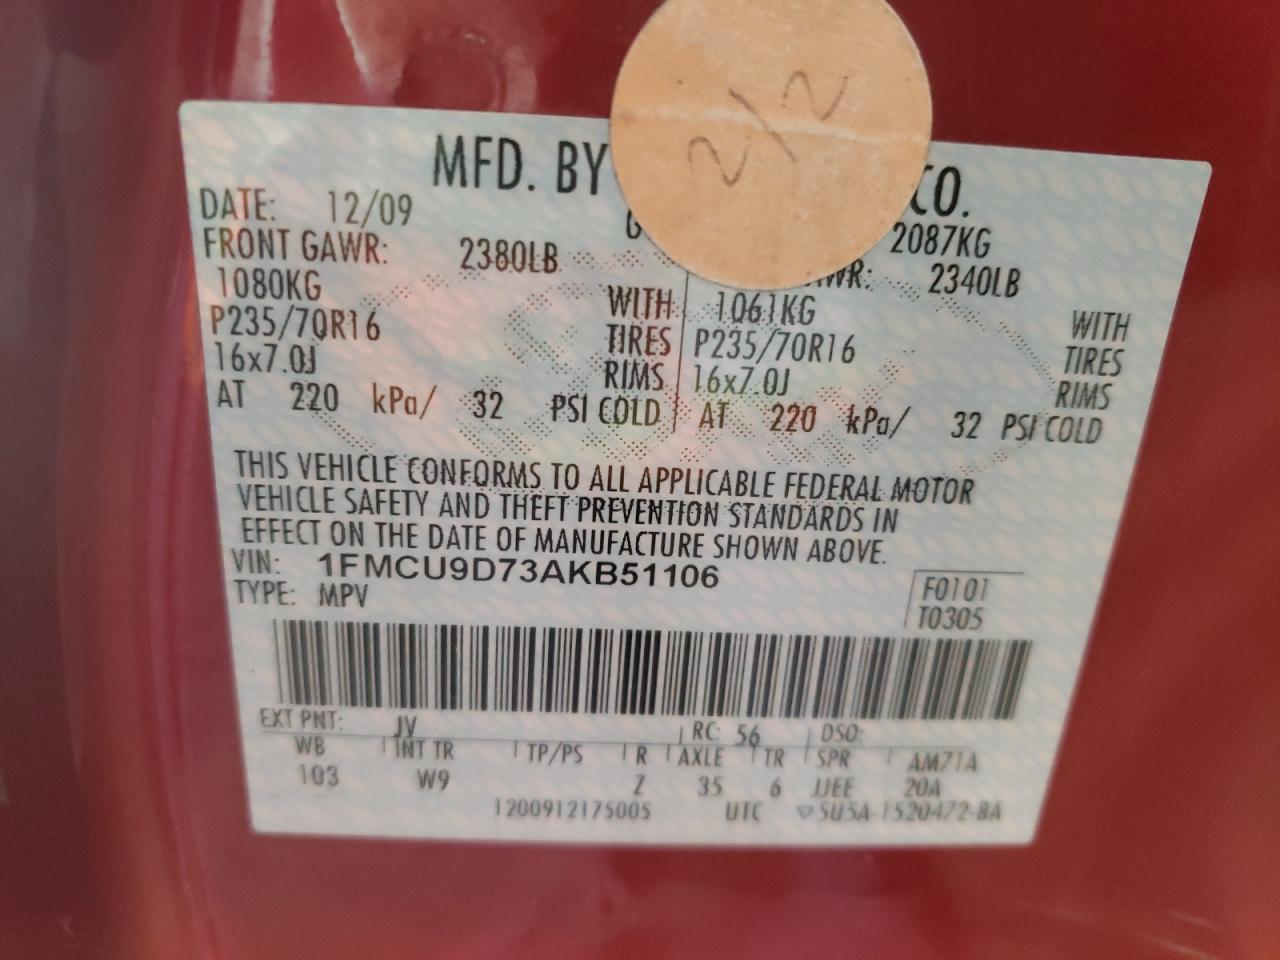 2/2
MFD. BY CO.
DATE: 12/09 G 2087KG
FRONT GAWR: 2380LB WR: 2340LB
1080KG WITH 1061KG WITH
P235/70R16 TIRES P235/70R16 TIRES
16x7.0J RIMS 16x7.0J RIMS
AT 220 kPa/ 32 PSI COLD AT 220 kPa/ 32 PSI COLD
THIS VEHICLE CONFORMS TO ALL APPLICABLE FEDERAL MOTOR
VEHICLE SAFETY AND THEFT PREVENTION STANDARDS IN
EFFECT ON THE DATE OF MANUFACTURE SHOWN ABOVE.
VIN: 1FMCU9D73AKB51106 F0101
TYPE: MPV T0305
EXT PNT: JV RC: 56 DSO:
WB INT TR TP/PS R AXLE TR SPR AM71A
103 W9 Z 35 6 JJEE 20A
1200912175005 UTC ▽5U5A-1520472-BA